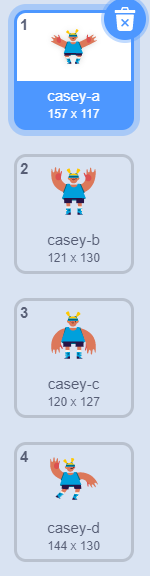 1
casey-a
157 x 117
2
casey-b
121 x 130
3
casey-c
120 x 127
4
casey-d
144 x 130